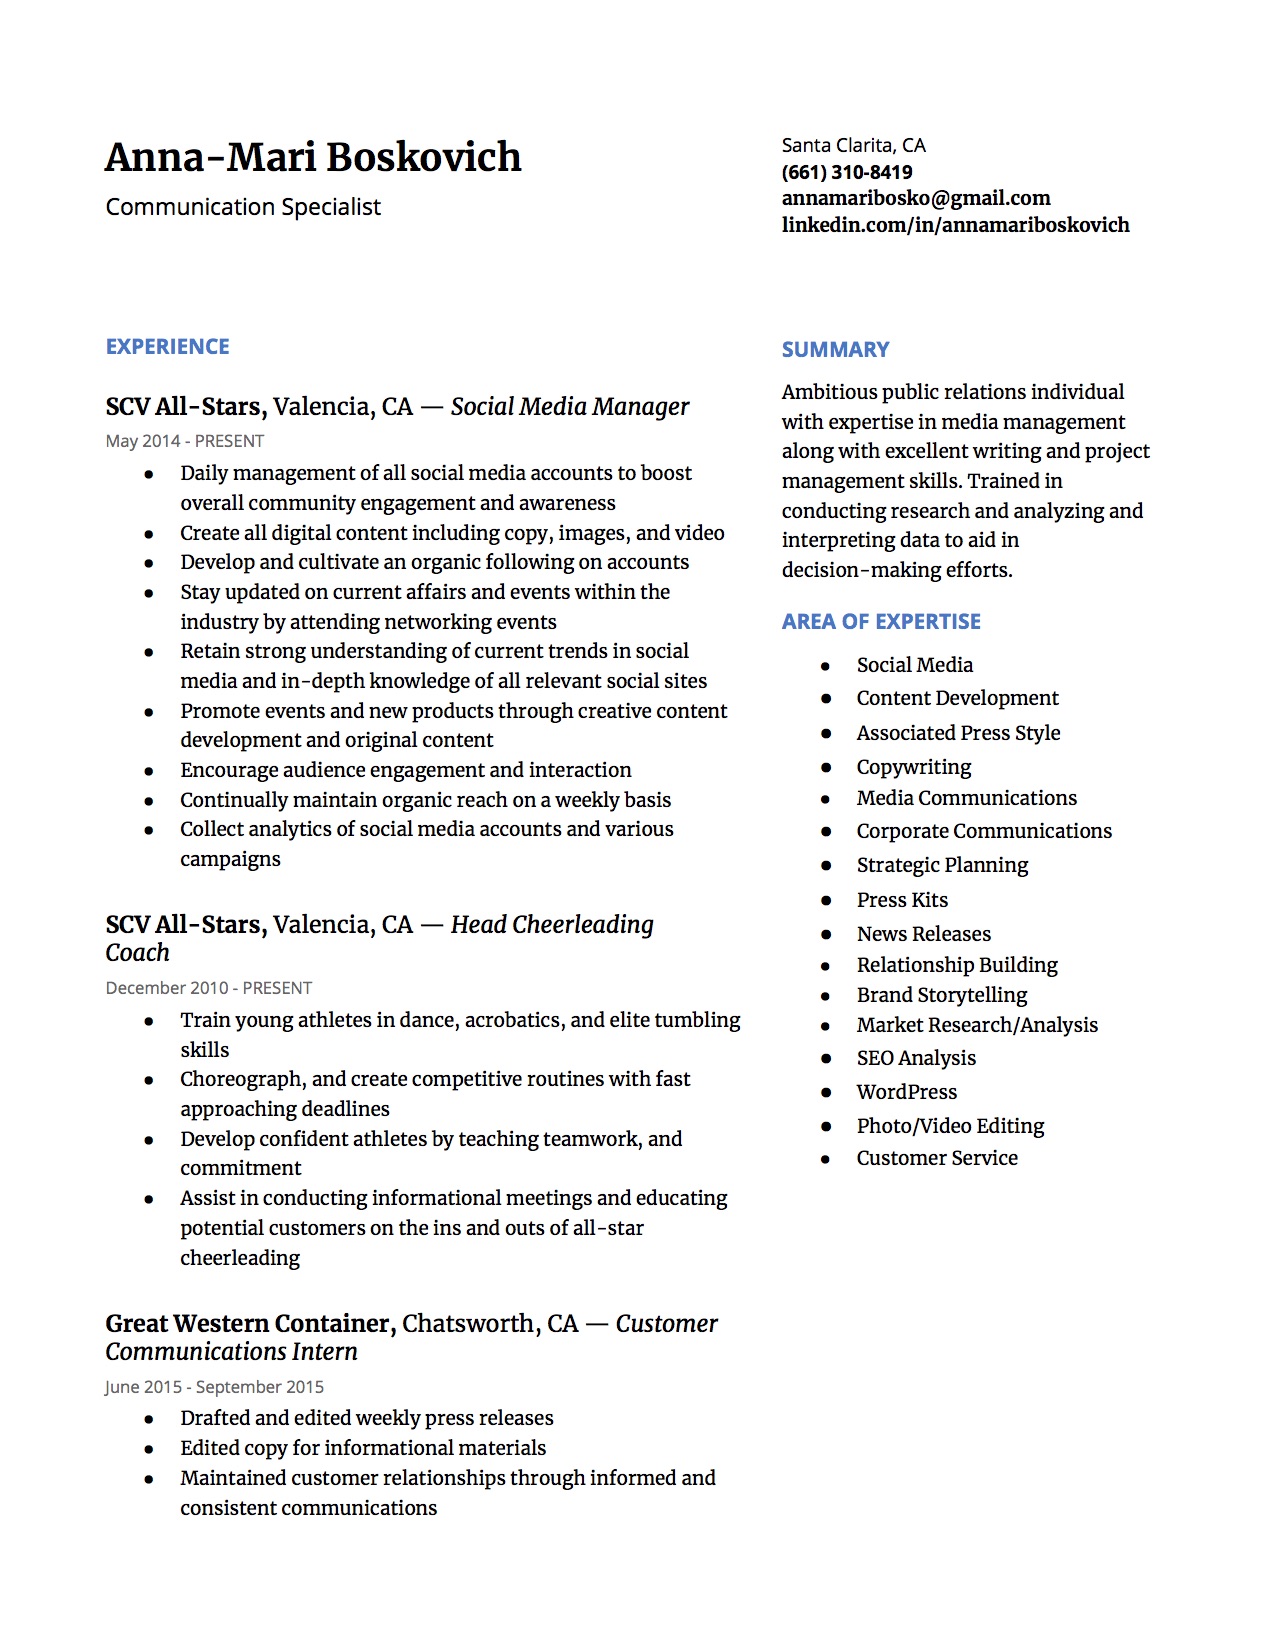 Anna-Mari Boskovich
Communication Specialist
Santa Clarita, CA
(661) 310-8419
annamaribosko@gmail.com
linkedin.com/in/annamariboskovich
EXPERIENCE
SCV All-Stars, Valencia, CA — Social Media Manager
May 2014 - PRESENT
● Daily management of all social media accounts to boost
overall community engagement and awareness
● Create all digital content including copy, images, and video
● Develop and cultivate an organic following on accounts
● Stay updated on current affairs and events within the
industry by attending networking events
● Retain strong understanding of current trends in social
media and in-depth knowledge of all relevant social sites
● Promote events and new products through creative content
development and original content
● Encourage audience engagement and interaction
● Continually maintain organic reach on a weekly basis
● Collect analytics of social media accounts and various
campaigns
SCV All-Stars, Valencia, CA — Head Cheerleading
Coach
December 2010 - PRESENT
● Train young athletes in dance, acrobatics, and elite tumbling
skills
● Choreograph, and create competitive routines with fast
approaching deadlines
● Develop confident athletes by teaching teamwork, and
commitment
● Assist in conducting informational meetings and educating
potential customers on the ins and outs of all-star
cheerleading
Great Western Container, Chatsworth, CA — Customer
Communications Intern
June 2015 - September 2015
● Drafted and edited weekly press releases
● Edited copy for informational materials
● Maintained customer relationships through informed and
consistent communications
SUMMARY
Ambitious public relations individual
with expertise in media management
along with excellent writing and project
management skills. Trained in
conducting research and analyzing and
interpreting data to aid in
decision-making efforts.
AREA OF EXPERTISE
● Social Media
● Content Development
● Associated Press Style
● Copywriting
● Media Communications
● Corporate Communications
● Strategic Planning
● Press Kits
● News Releases
● Relationship Building
● Brand Storytelling
● Market Research/Analysis
● SEO Analysis
● WordPress
● Photo/Video Editing
● Customer Service